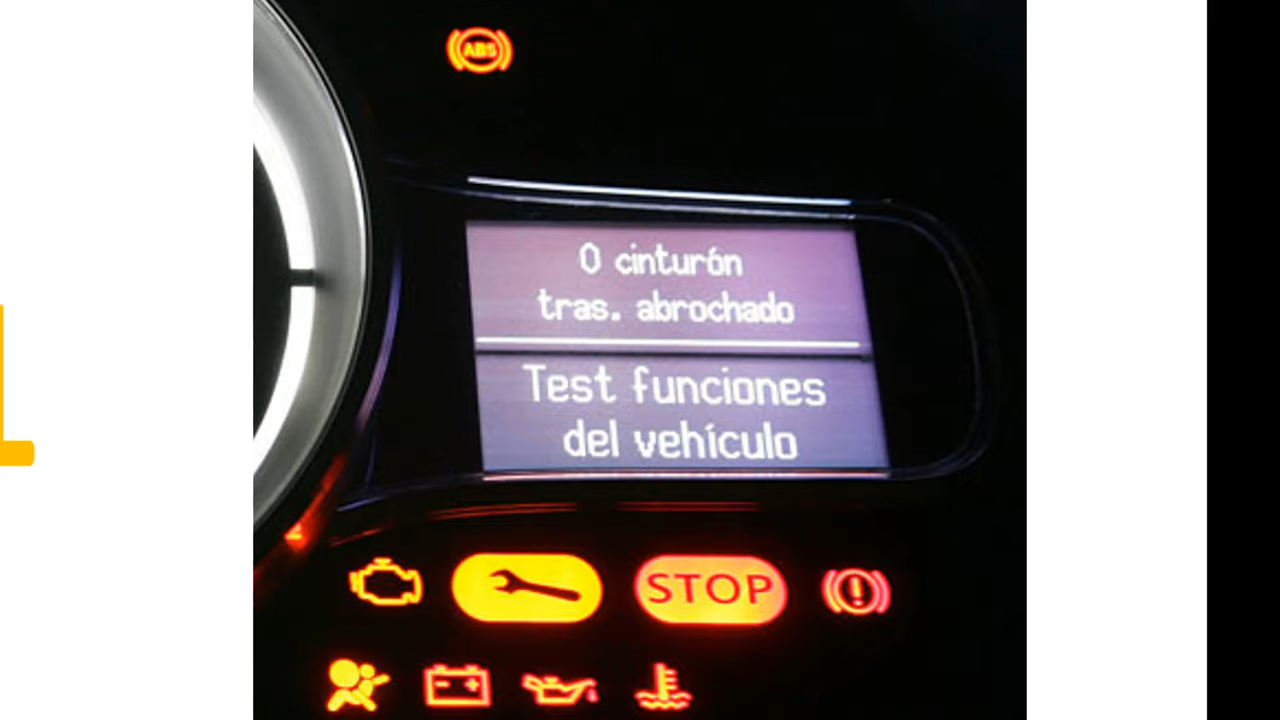 ABS
0 cinturón
tras. abrochado
Test funciones
del vehículo
STOP